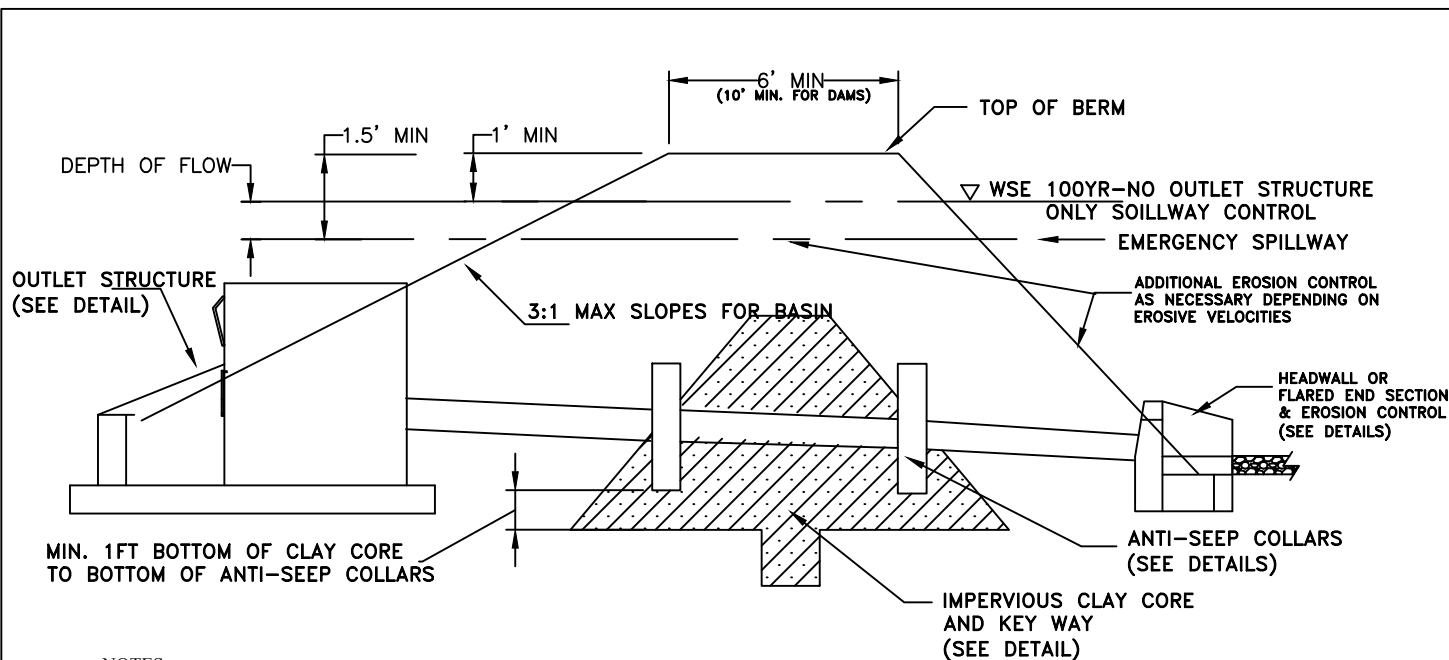 6' MIN
(10' MIN. FOR DAMS)
TOP OF BERM
1.5' MIN
1' MIN
DEPTH OF FLOW
WSE 100YR-NO OUTLET STRUCTURE
ONLY SOILLWAY CONTROL
EMERGENCY SPILLWAY
OUTLET STRUCTURE
(SEE DETAIL)
ADDITIONAL EROSION CONTROL
AS NECESSARY DEPENDING ON
EROSIVE VELOCITIES
3:1 MAX SLOPES FOR BASIN
HEADWALL OR
FLARED END SECTION
& EROSION CONTROL
(SEE DETAILS)
MIN. 1FT BOTTOM OF CLAY CORE
TO BOTTOM OF ANTI-SEEP COLLARS
ANTI-SEEP COLLARS
(SEE DETAILS)
IMPERVIOUS CLAY CORE
AND KEY WAY
(SEE DETAIL)